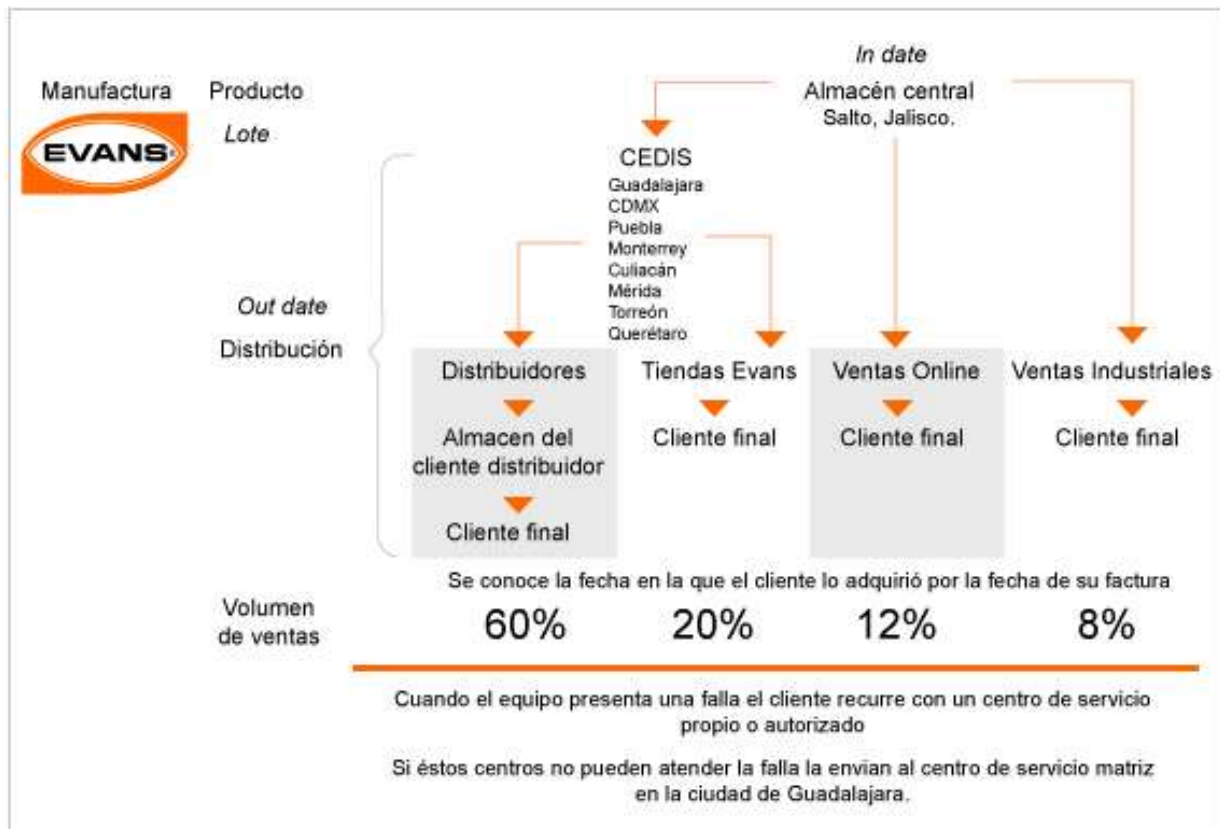 In date
Manufactura
Producto
Almacén central
Salto, Jalisco.
Lote
EVANS®
CEDIS
Guadalajara
CDMX
Puebla
Monterrey
Culiacán
Mérida
Torreón
Querétaro
Out date
Distribución
Distribuidores
Tiendas Evans
Ventas Online
Ventas Industriales
Almacen del
cliente distribuidor
Cliente final
Cliente final
Cliente final
Cliente final
Se conoce la fecha en la que el cliente lo adquirió por la fecha de su factura
Volumen
de ventas
60%
20%
12%
8%
Cuando el equipo presenta una falla el cliente recurre con un centro de servicio
propio o autorizado
Si éstos centros no pueden atender la falla la envian al centro de servicio matriz
en la ciudad de Guadalajara.